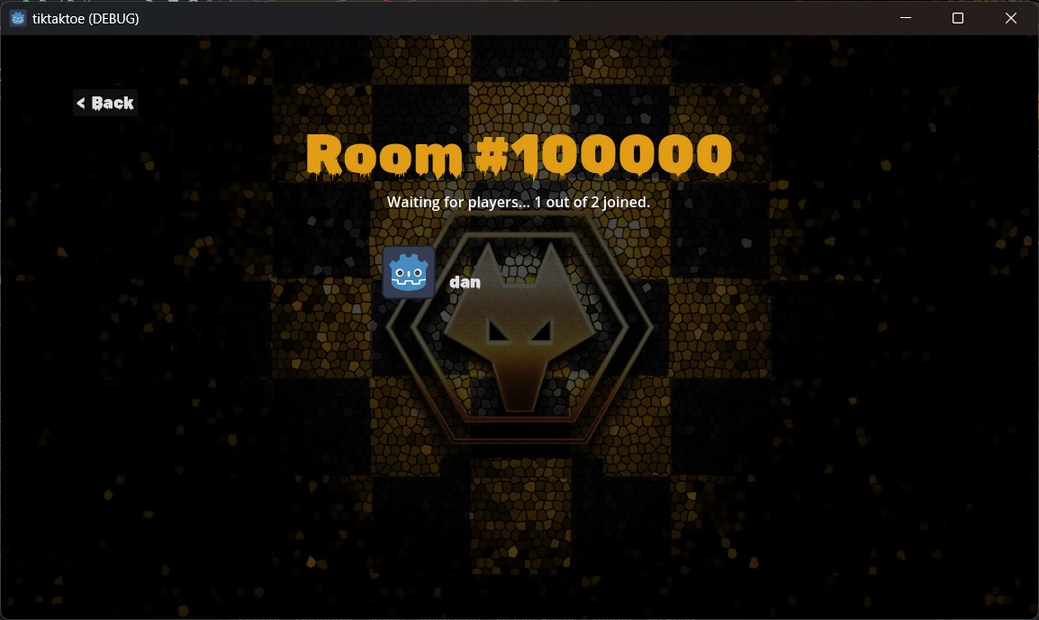 tiktaktoe (DEBUG)
< Back
Room #100000
Waiting for players... 1 out of 2 joined.
dan